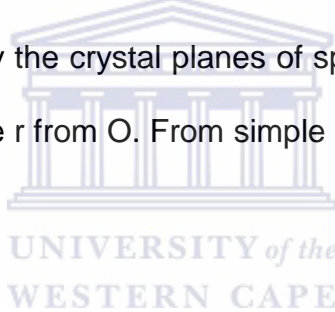 the crystal planes of sp
r from O. From simple
UNIVERSITY of the
WESTERN CAPE